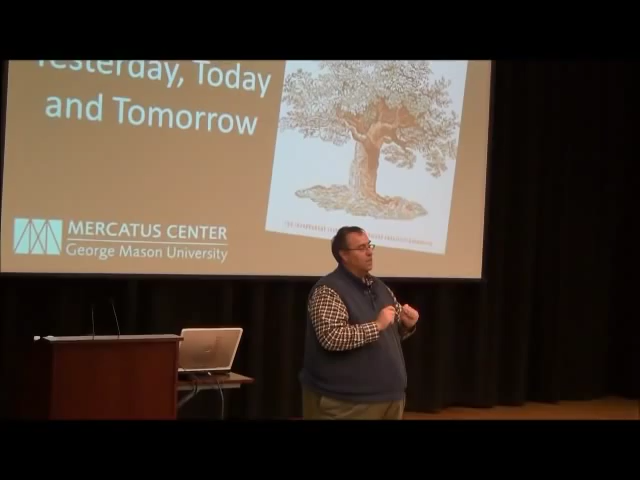 Yesterday, Today
and Tomorrow
MERCATUS CENTER
George Mason University